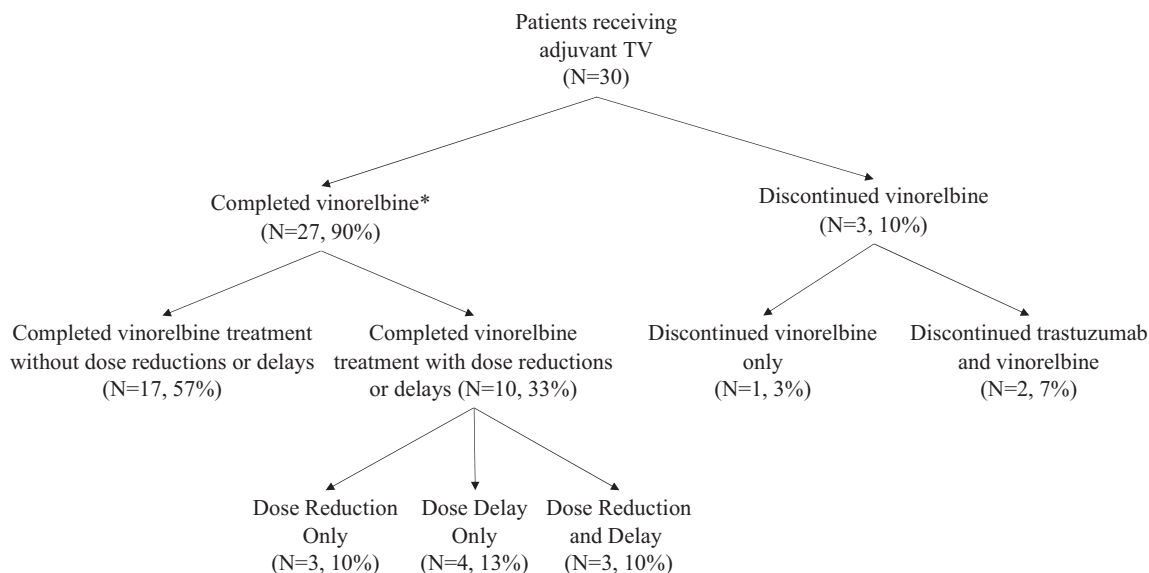 Patients receiving
adjuvant TV
(N=30)
Completed vinorelbine*
(N=27, 90%)
Discontinued vinorelbine
(N=3, 10%)
Completed vinorelbine treatment
without dose reductions or delays
(N=17, 57%)
Completed vinorelbine
treatment with dose reductions
or delays (N=10, 33%)
Discontinued vinorelbine
only
(N=1, 3%)
Discontinued trastuzumab
and vinorelbine
(N=2, 7%)
Dose Reduction
Only
(N=3, 10%)
Dose Delay
Only
(N=4, 13%)
Dose Reduction
and Delay
(N=3, 10%)